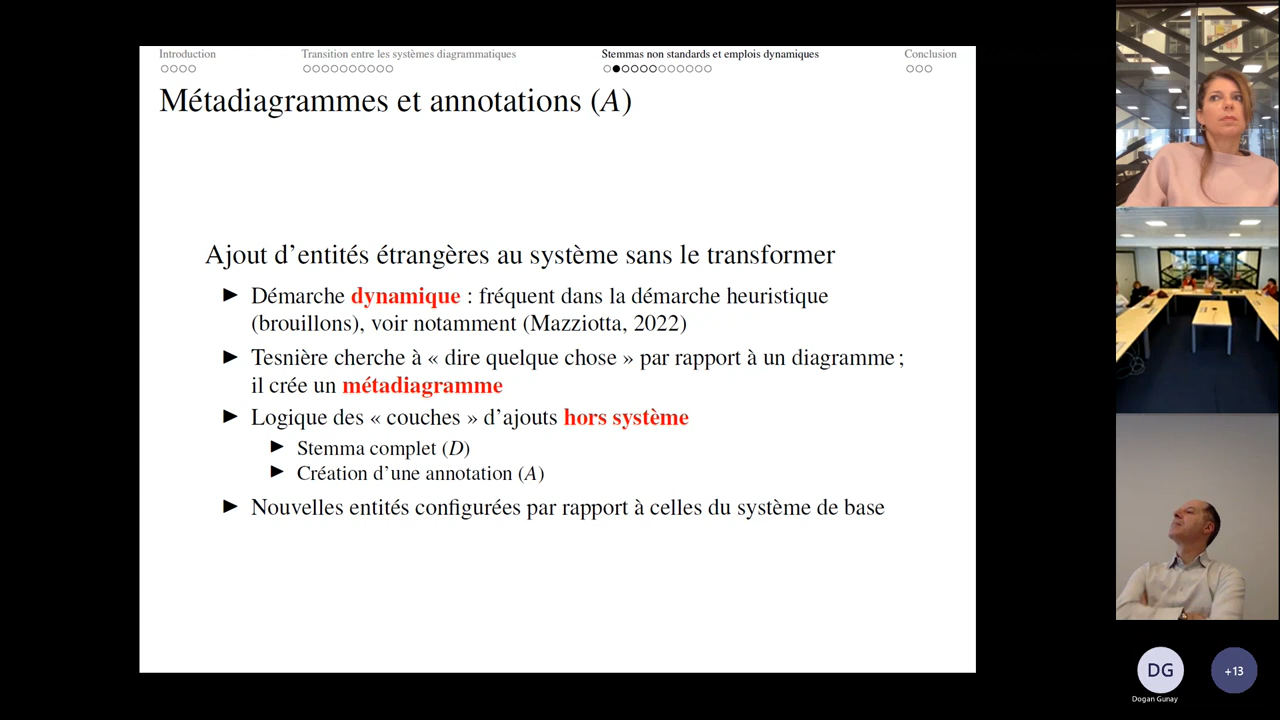 Introduction
Transition entre les systèmes diagrammatiques
Stemmas non standards et emplois dynamiques
Conclusion
Métadiagrammes et annotations (A)
Ajout d'entités étrangères au système sans le transformer
Démarche dynamique : fréquent dans la démarche heuristique
(brouillons), voir notamment (Mazziotta, 2022)
Tesnière cherche à « dire quelque chose » par rapport à un diagramme ;
il crée un métadiagramme
Logique des « couches » d'ajouts hors système
Stemma complet (D)
Création d'une annotation (A)
Nouvelles entités configurées par rapport à celles du système de base
DG
+13
Dogan Gunay